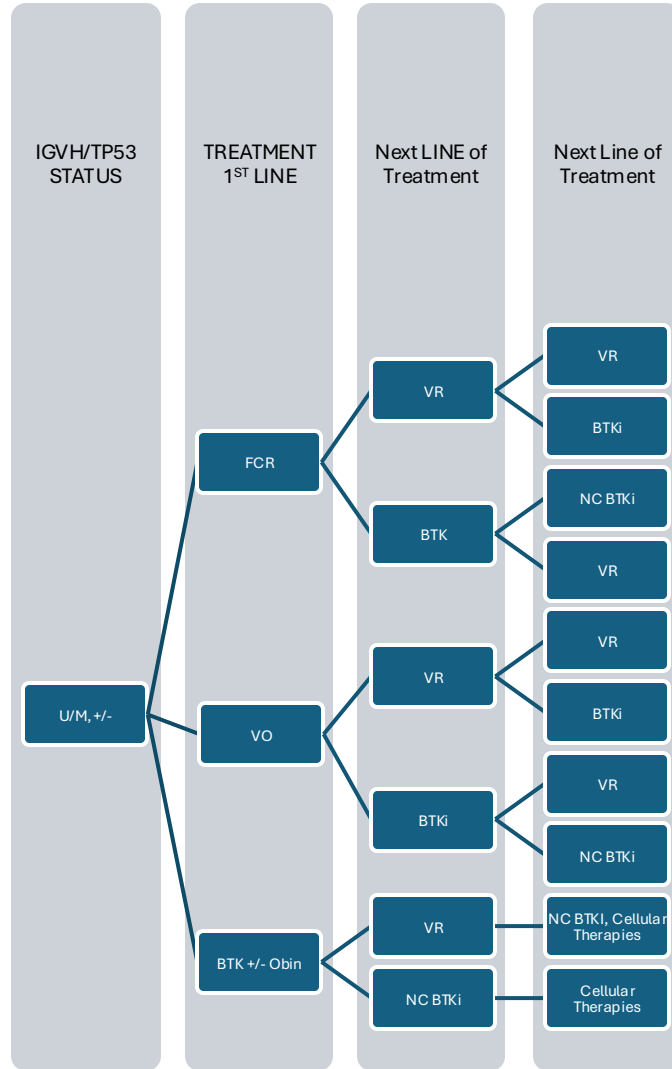 IGVH/TP53
STATUS
TREATMENT
1ST LINE
Next LINE of
Treatment
Next Line of
Treatment
U/M, +/-
FCR
VO
BTK +/- Obin
VR
BTK
VR
BTKi
VR
NC BTKi
VR
BTKi
NC BTKi
VR
VR
BTKi
VR
NC BTKi
NC BTKI, Cellular
Therapies
Cellular
Therapies